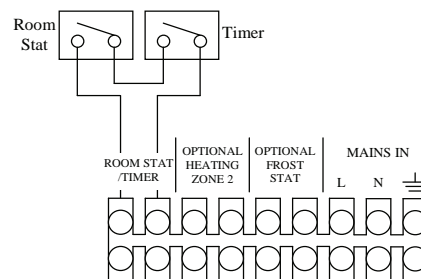 Room
Stat
Timer
ROOM STAT
/TIMER
OPTIONAL
HEATING
ZONE 2
OPTIONAL
FROST
STAT
MAINS IN
L N